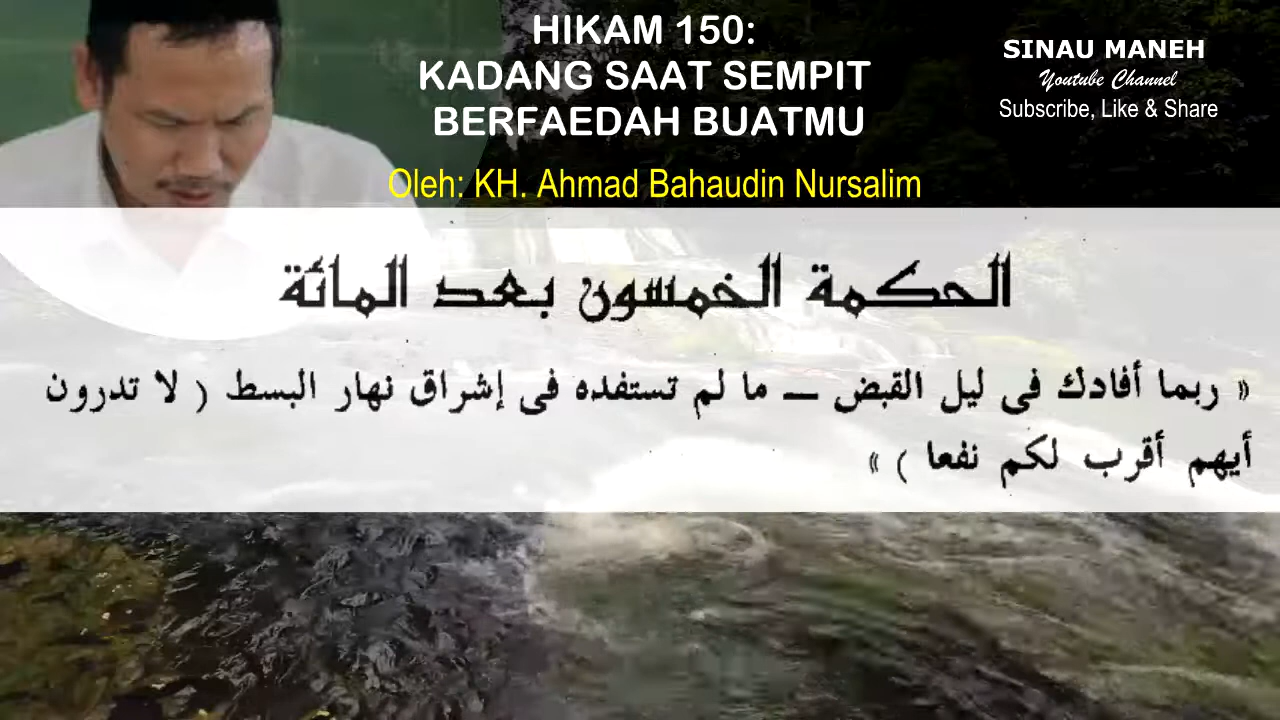 HIKAM 150:
KADANG SAAT SEMPIT
BERFAEDAH BUATMU
Oleh: KH. Ahmad Bahaudin Nursalim
SINAU MANEH
Youtube Channel
Subscribe, Like & Share
الحكمة الخمسون بعد المائة
« ربما أفادك فى ليل القبض — ما لم تستفده فى إشراق نهار البسط ( لا تدرون
أيهم أقرب لكم نفعا ) »